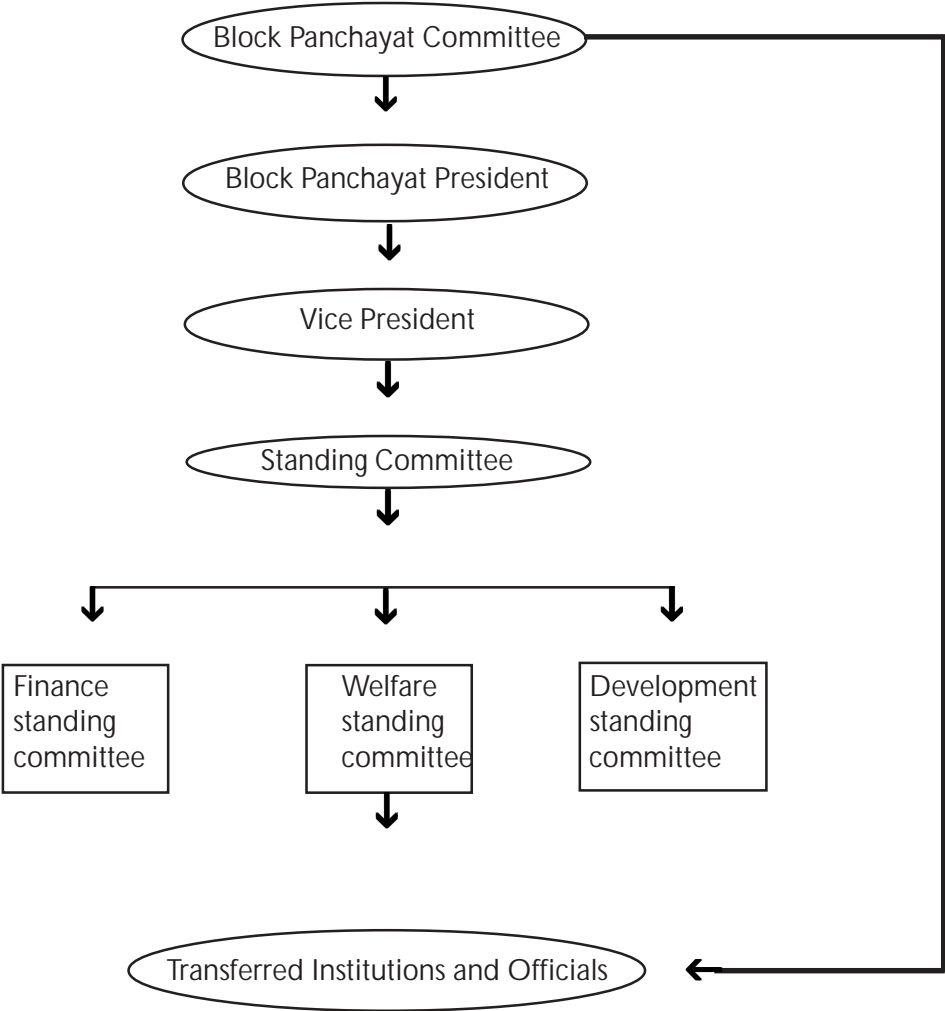 Block Panchayat Committee
Block Panchayat President
Vice President
Standing Committee
Finance
standing
committee
Welfare
standing
committee
Development
standing
committee
Transferred Institutions and Officials